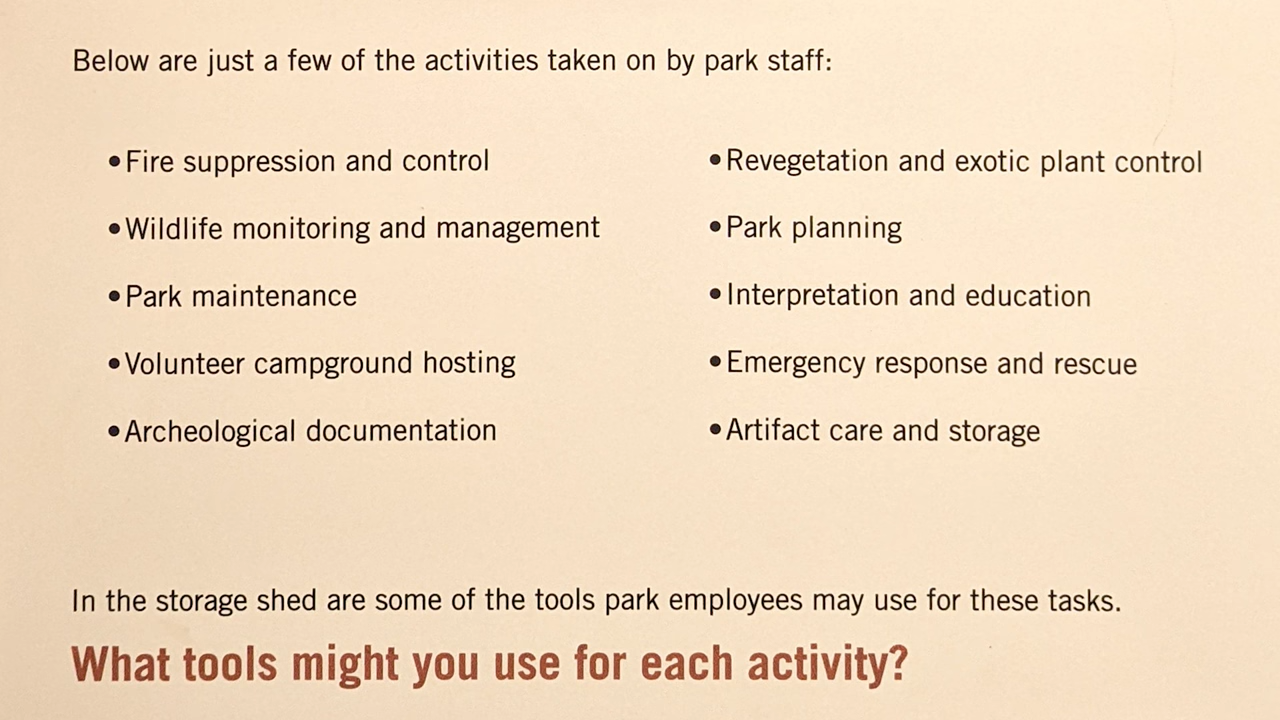 Below are just a few of the activities taken on by park staff:
•Fire suppression and control
•Wildlife monitoring and management
•Park maintenance
•Volunteer campground hosting
•Archeological documentation
•Revegetation and exotic plant control
•Park planning
•Interpretation and education
•Emergency response and rescue
•Artifact care and storage
In the storage shed are some of the tools park employees may use for these tasks.
What tools might you use for each activity?